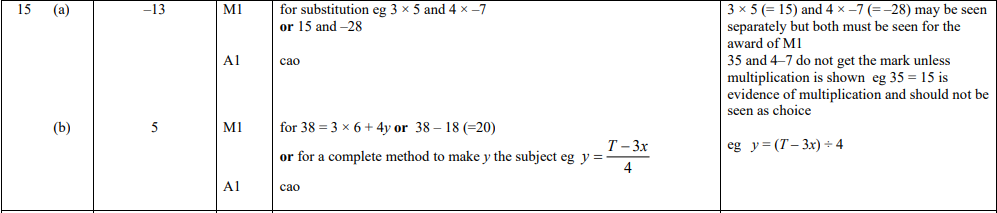 15 (a) –13 M1 for substitution eg 3 × 5 and 4 × –7
or 15 and –28
A1 cao
3 × 5 (= 15) and 4 × –7 (= –28) may be seen
separately but both must be seen for the
award of M1
35 and 4–7 do not get the mark unless
multiplication is shown eg 35 = 15 is
evidence of multiplication and should not be
seen as choice
(b) 5 M1 for 38 = 3 × 6 + 4y or 38 – 18 (=20)
or for a complete method to make y the subject eg y = (T – 3x)/4
A1 cao
eg y = (T – 3x) ÷ 4